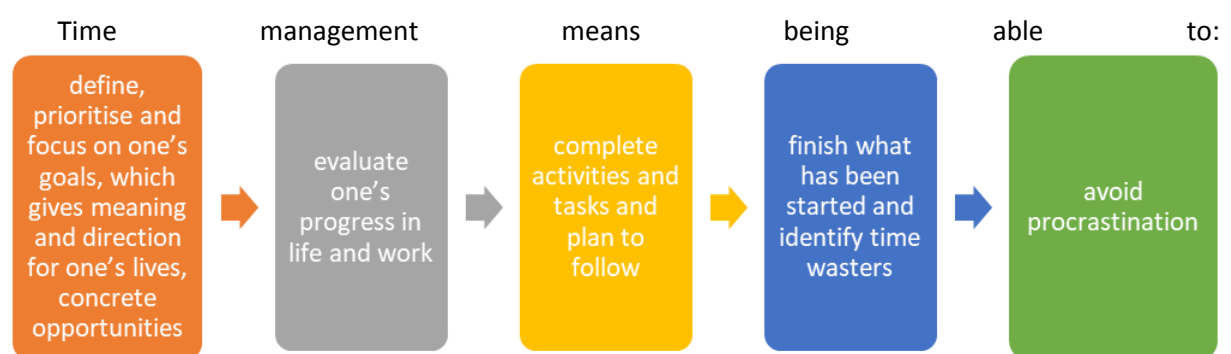 Time management means being able to:
define,
prioritise and
focus on one's
goals, which
gives meaning
and direction
for one's lives,
concrete
opportunities
evaluate
one's
progress in
life and work
complete
activities and
tasks and
plan to
follow
finish what
has been
started and
identify time
wasters
avoid
procrastination